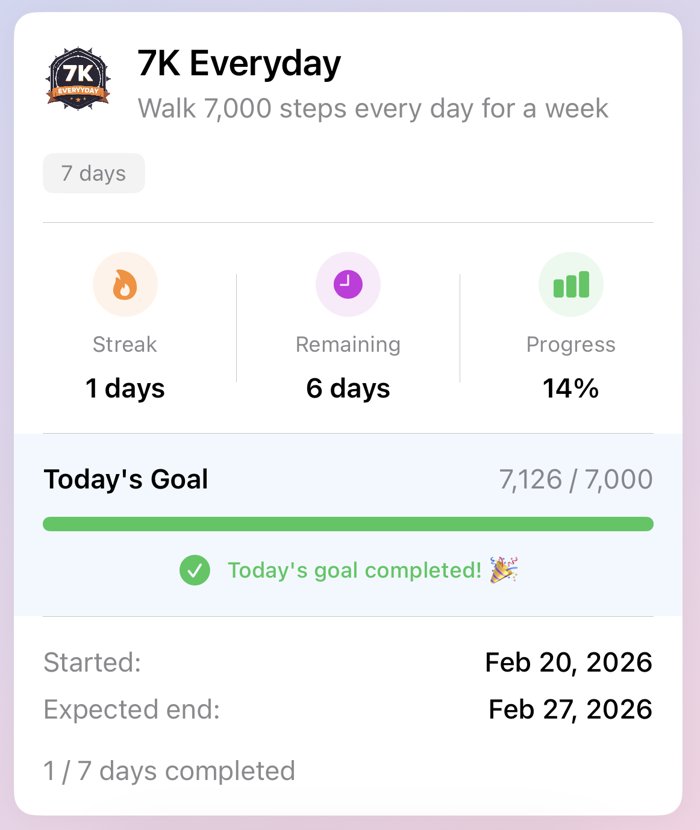 7K
EVERYYDAY
7K Everyday
Walk 7,000 steps every day for a week
7 days
Streak
Remaining
Progress
1 days
6 days
14%
Today's Goal
7,126 / 7,000
Today's goal completed! 🎉
Started:
Feb 20, 2026
Expected end:
Feb 27, 2026
1 / 7 days completed